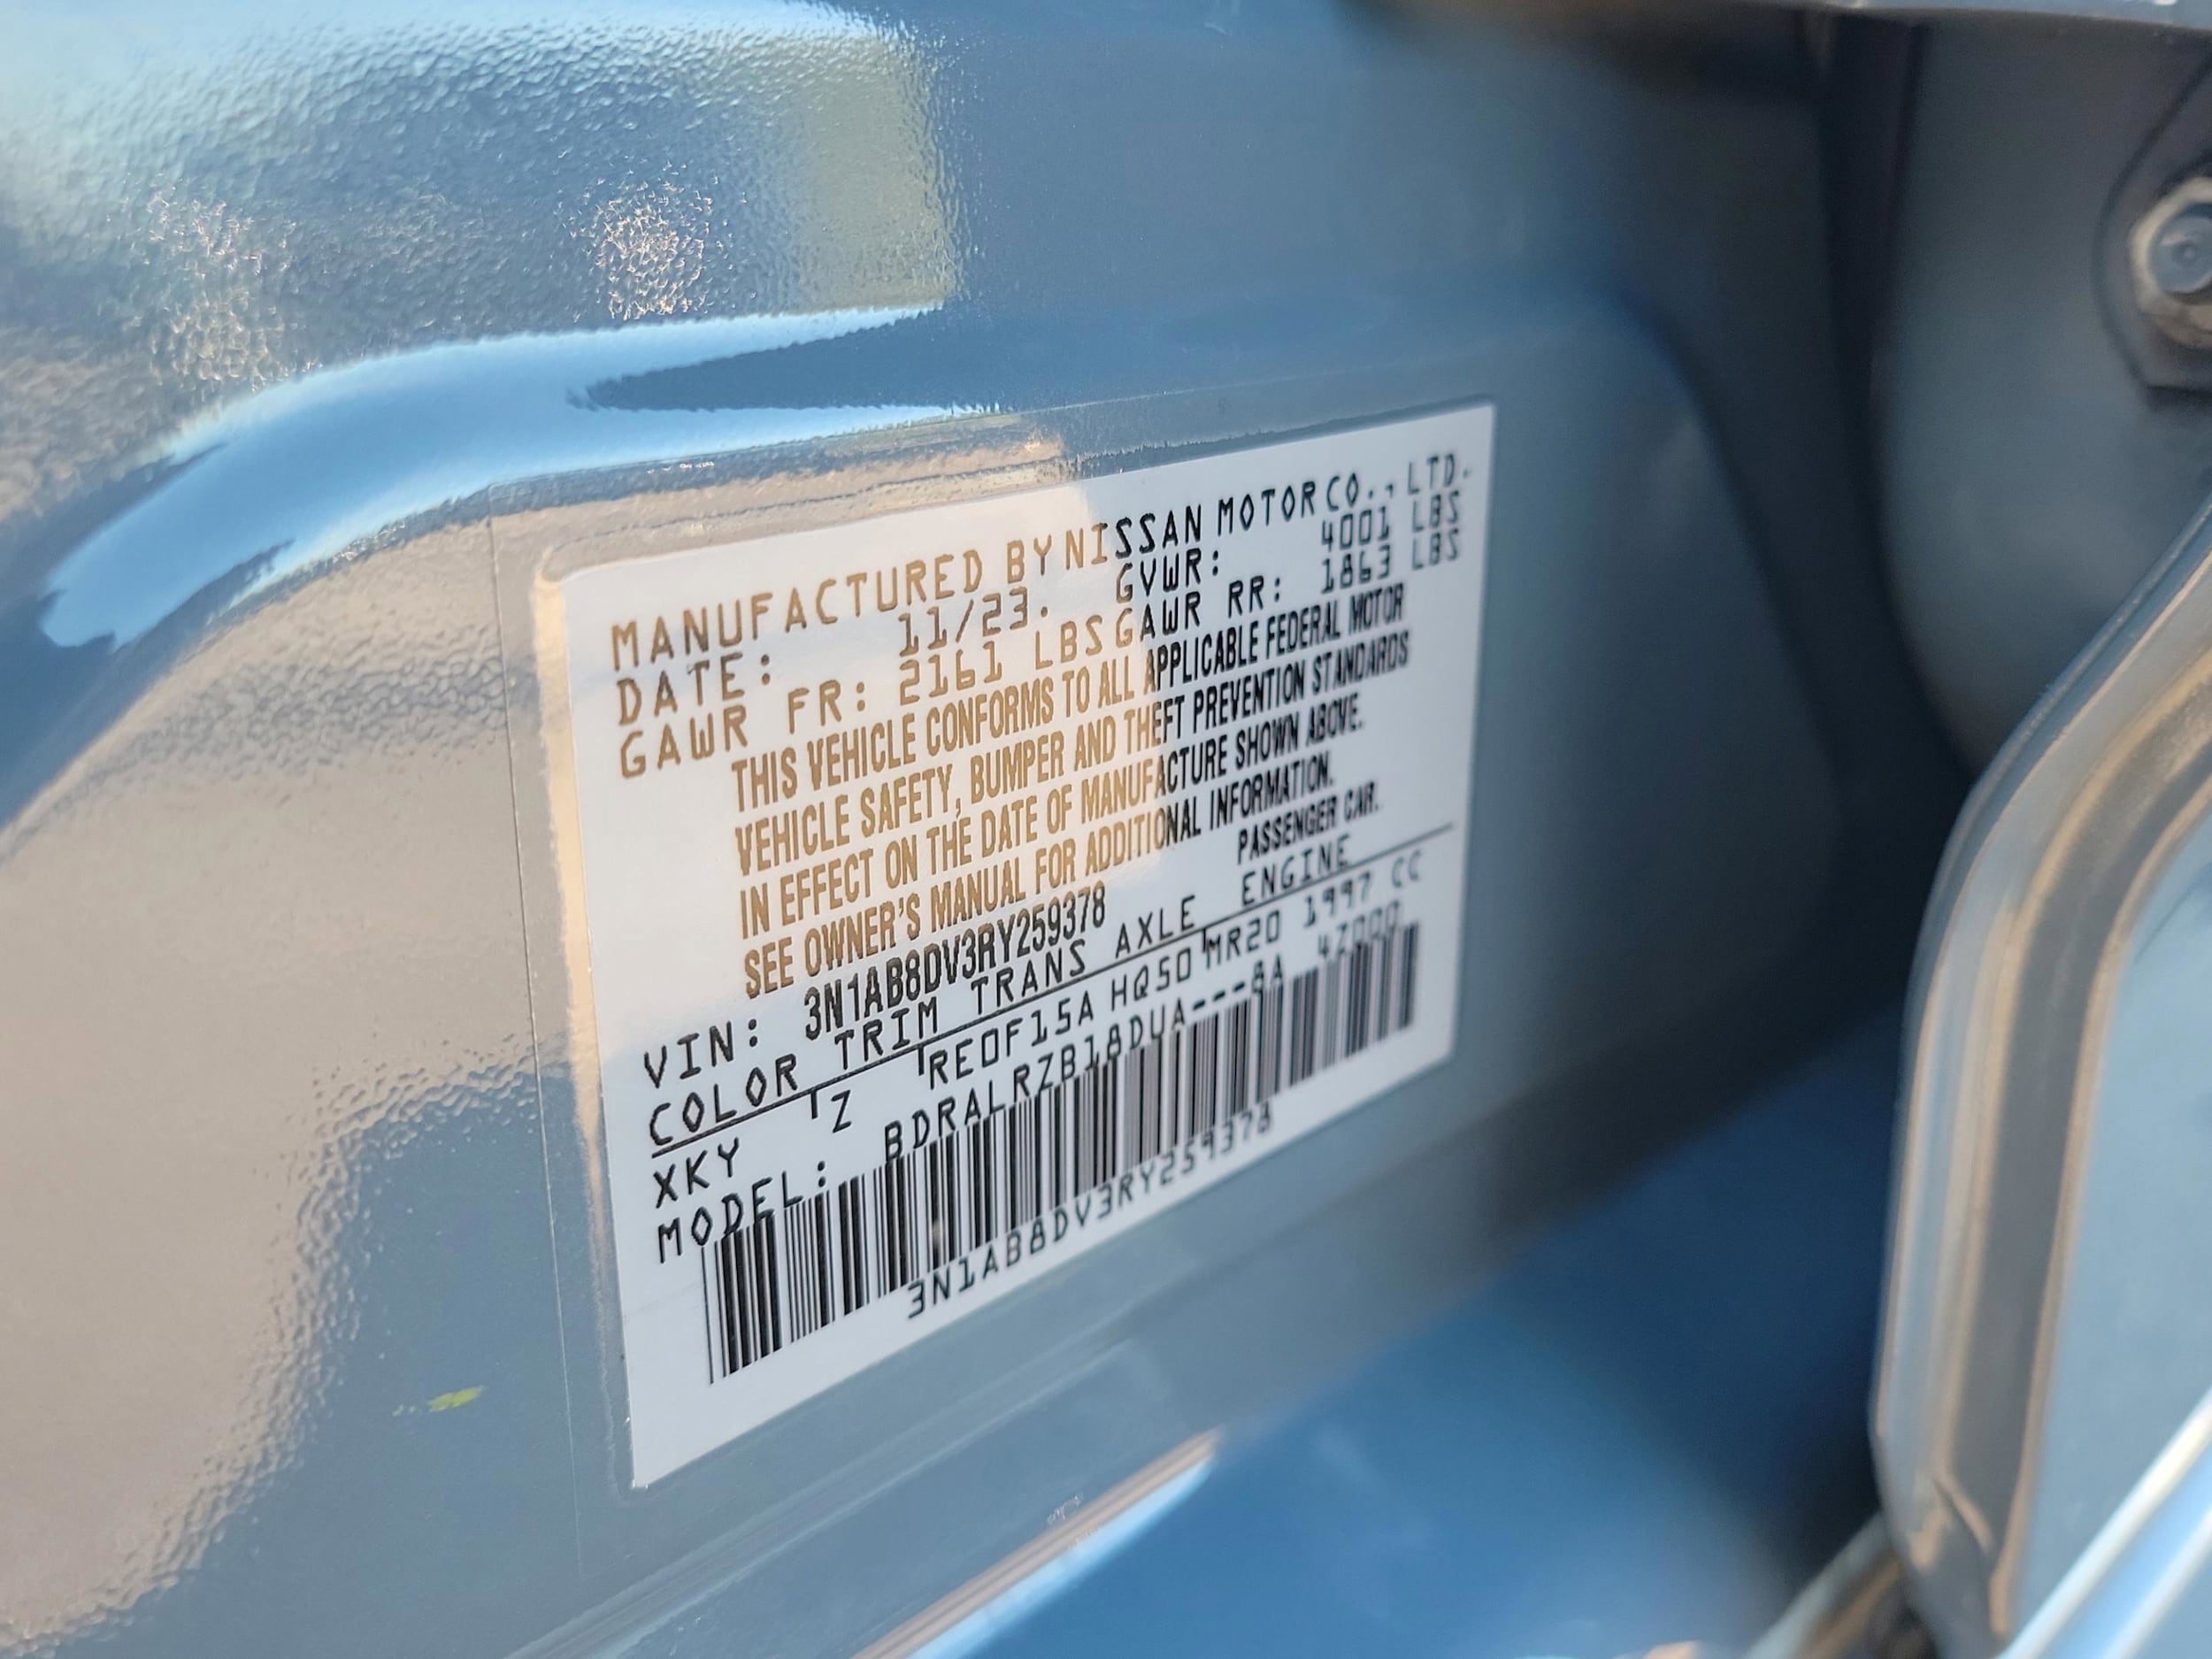 MANUFACTURED BY NISSAN MOTOR CO., LTD.
DATE: 11/23. GVWR: 4001 LBS
GAWR FR: 2161 LBS GAWR RR: 1863 LBS
THIS VEHICLE CONFORMS TO ALL APPLICABLE FEDERAL MOTOR
VEHICLE SAFETY, BUMPER AND THEFT PREVENTION STANDARDS
IN EFFECT ON THE DATE OF MANUFACTURE SHOWN ABOVE.
SEE OWNER'S MANUAL FOR ADDITIONAL INFORMATION.
VIN: 3N1AB8DV3RY259378 PASSENGER CAR.
COLOR TRIM TRANS AXLE ENGINE
XKY Z RE0F15A HQ50 MR20 1997 CC
MODEL: BDRALRZB18DUA---8A
3N1AB8DV3RY259378